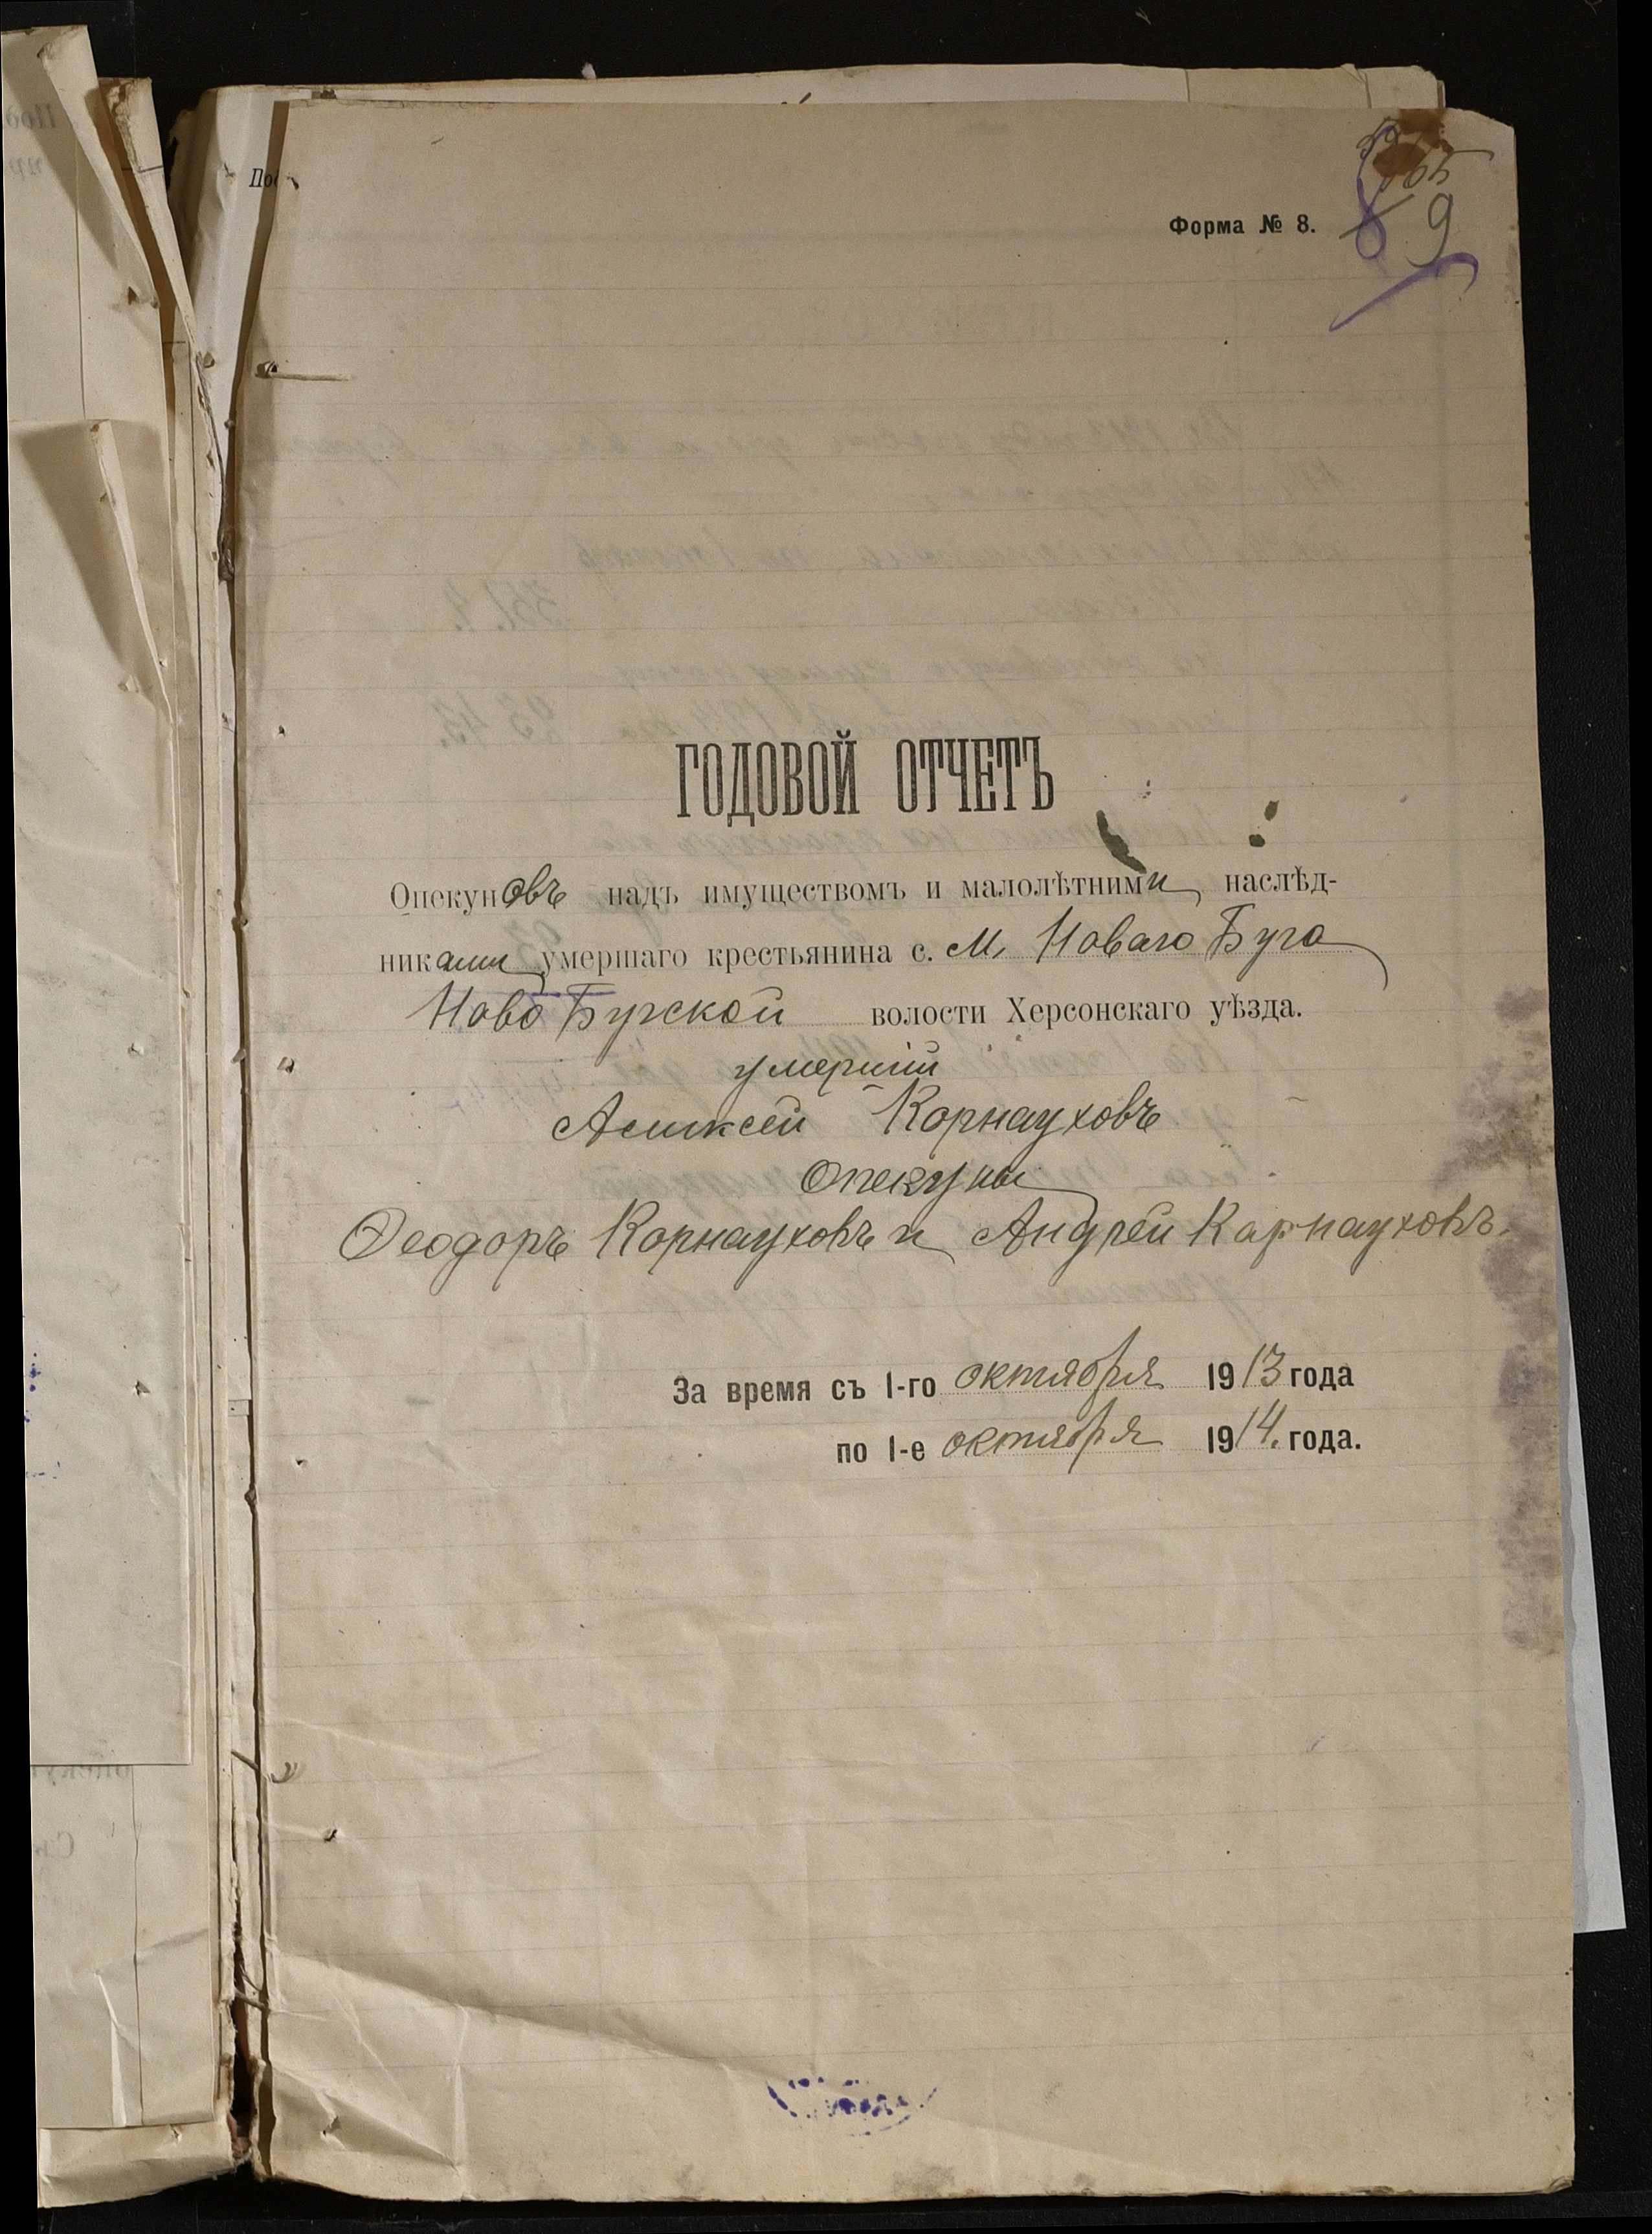 Форма № 8.
9
ГОДОВОЙ ОТЧЕТЪ
Опекуновъ надъ имуществомъ и малолѣтними наслѣд-
никами умершаго крестьянина с. М. Новаго Буга
Ново Бугской волости Херсонскаго уѣзда.
умерший
Алексей Корнауховъ
Опекуны
Ѳеодоръ Корнауховъ и Андрей Карнауховъ.
За время съ 1-го октября 1913 года
по 1-е октября 1914. года.